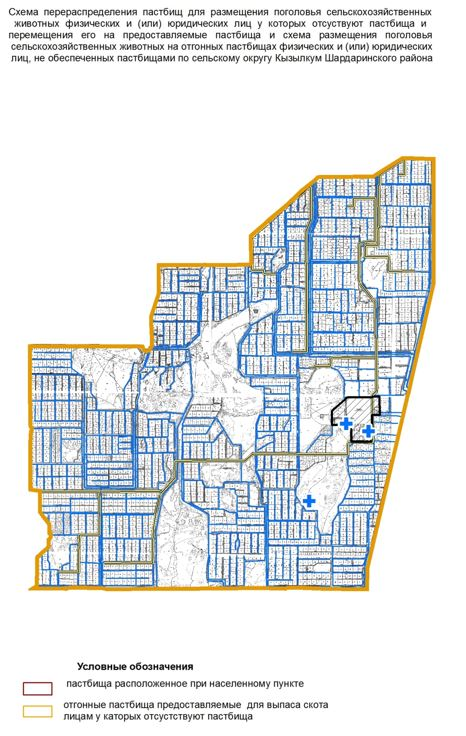 Схема перераспределения пастбищ для размещения поголовья сельскохозяйственных
животных физических и (или) юридических лиц у которых отсуствуют пастбища и
перемещения его на предоставляемые пастбища и схема размещения поголовья
сельскохозяйственных животных на отгонных пастбищах физических и (или) юридических
лиц, не обеспеченных пастбищами по сельскому округу Кызылкум Шардаринского района
Условные обозначения
пастбища расположенное при населенному пункте
отгонные пастбища предоставляемые для выпаса скота
лицам у катарых отсустствуют пастбища